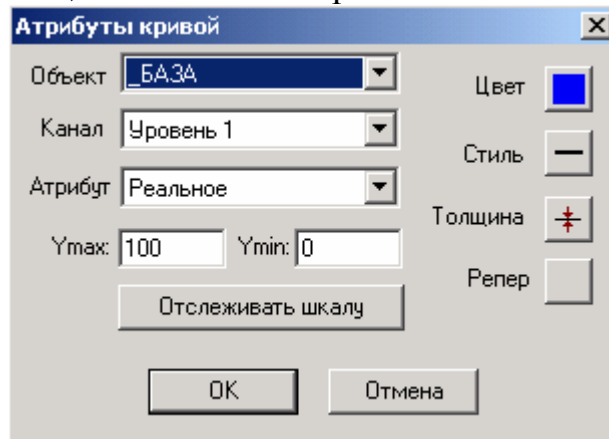 Атрибуты кривой
Объект _БАЗА
Цвет
Канал Уровень 1
Стиль
Атрибут Реальное
Толщина
Ymax: 100 Ymin: 0
Репер
Отслеживать шкалу
OK Отмена